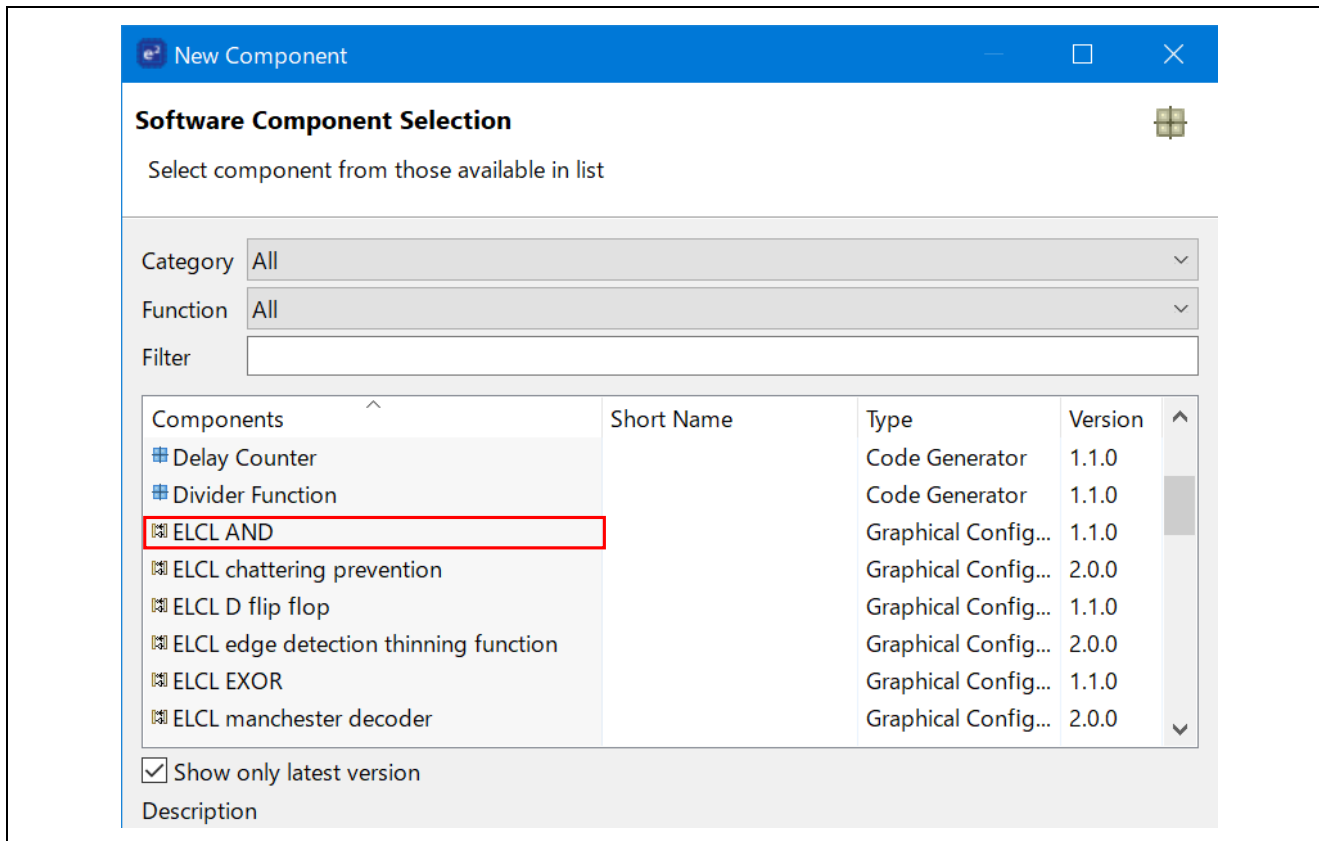 e² New Component
Software Component Selection
Select component from those available in list
Category All
Function All
Filter
Components Short Name Type Version
Delay Counter Code Generator 1.1.0
Divider Function Code Generator 1.1.0
ELCL AND Graphical Config... 1.1.0
ELCL chattering prevention Graphical Config... 2.0.0
ELCL D flip flop Graphical Config... 1.1.0
ELCL edge detection thinning function Graphical Config... 2.0.0
ELCL EXOR Graphical Config... 1.1.0
ELCL manchester decoder Graphical Config... 2.0.0
Show only latest version
Description